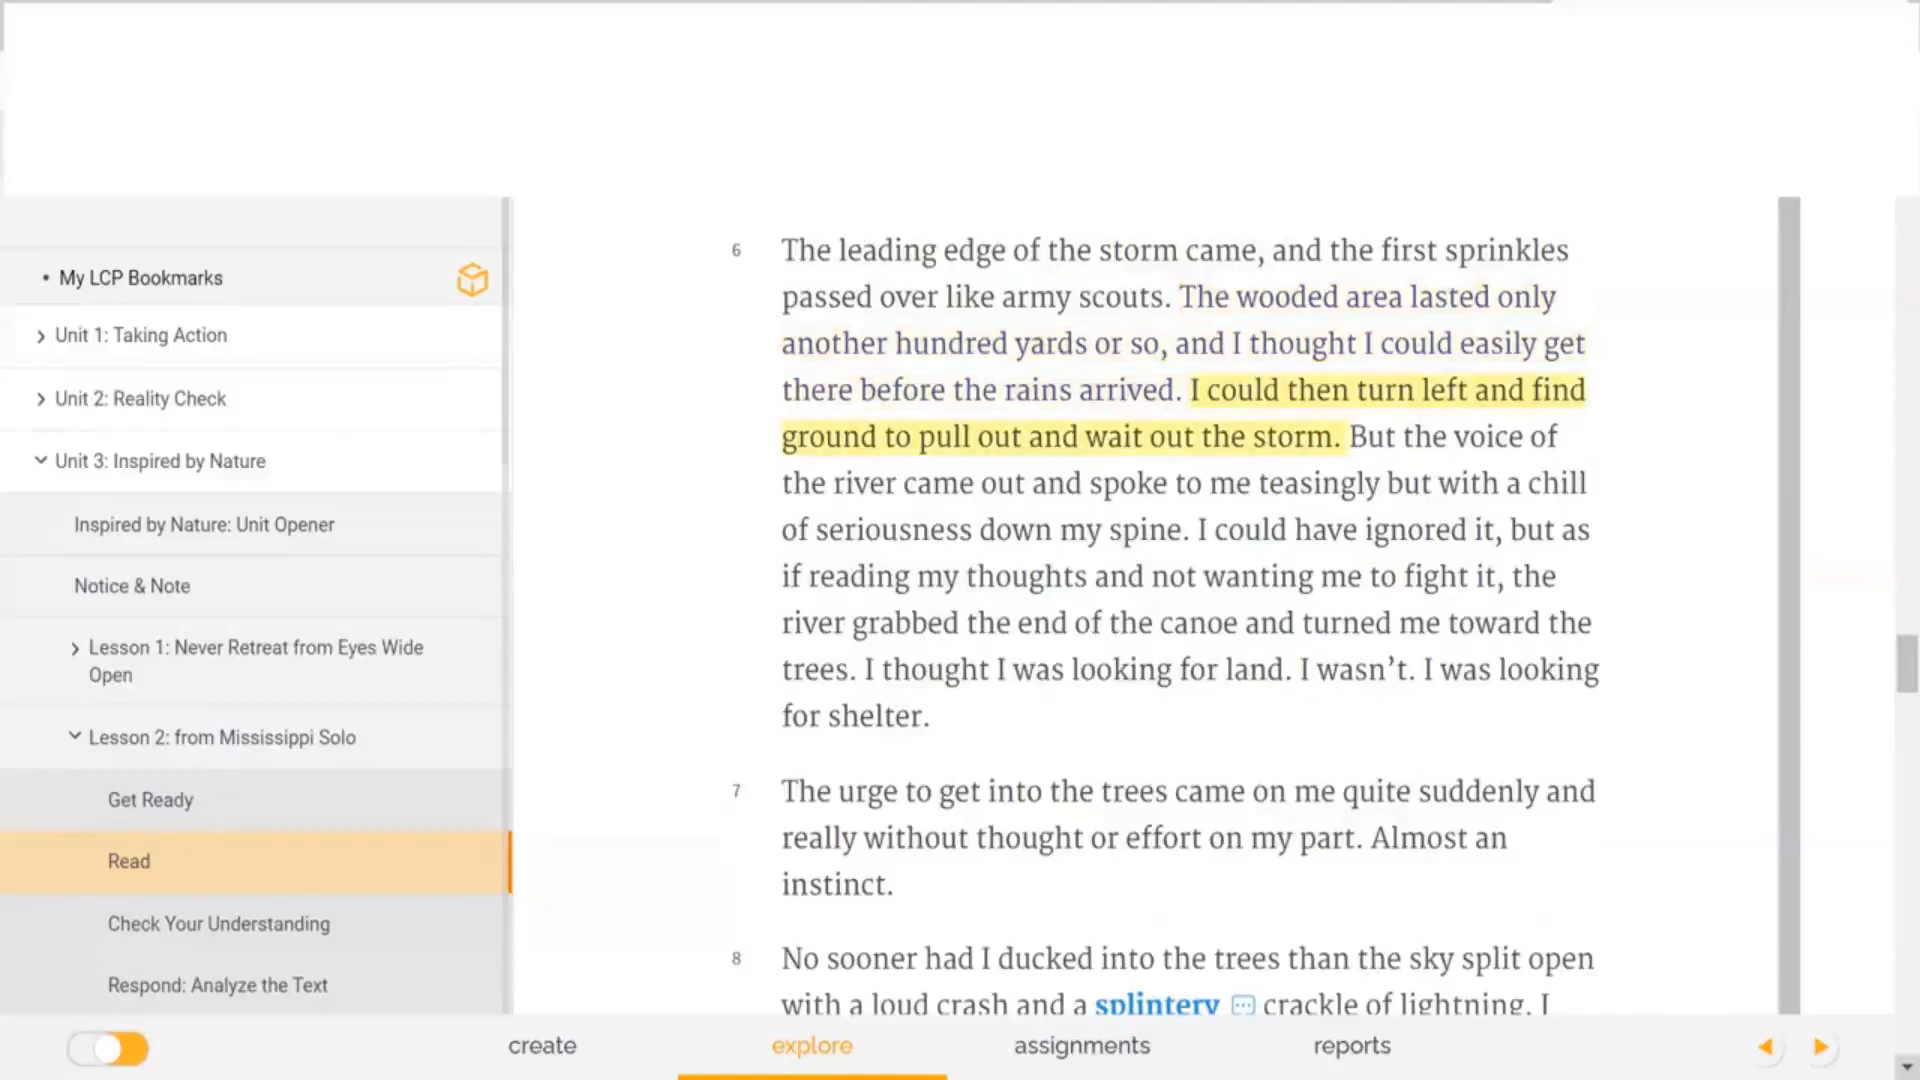 • My LCP Bookmarks
Unit 1: Taking Action
Unit 2: Reality Check
Unit 3: Inspired by Nature
Inspired by Nature: Unit Opener
Notice & Note
Lesson 1: Never Retreat from Eyes Wide
Open
Lesson 2: from Mississippi Solo
Get Ready
Read
Check Your Understanding
Respond: Analyze the Text
6
The leading edge of the storm came, and the first sprinkles
passed over like army scouts. The wooded area lasted only
another hundred yards or so, and I thought I could easily get
there before the rains arrived. I could then turn left and find
ground to pull out and wait out the storm. But the voice of
the river came out and spoke to me teasingly but with a chill
of seriousness down my spine. I could have ignored it, but as
if reading my thoughts and not wanting me to fight it, the
river grabbed the end of the canoe and turned me toward the
trees. I thought I was looking for land. I wasn’t. I was looking
for shelter.
7
The urge to get into the trees came on me quite suddenly and
really without thought or effort on my part. Almost an
instinct.
8
No sooner had I ducked into the trees than the sky split open
with a loud crash and a splintery crackle of lightning. I
create
explore
assignments
reports